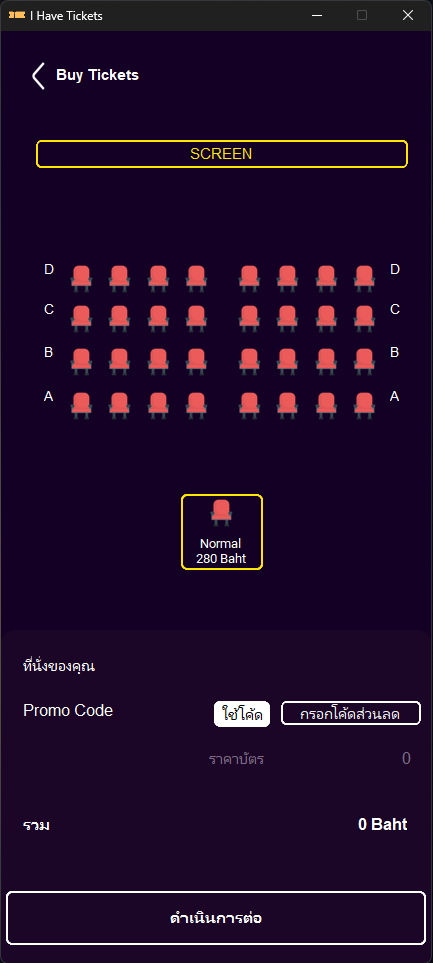 I Have Tickets
Buy Tickets
SCREEN
D D
C C
B B
A A
Normal
280 Baht
ที่นั่งของคุณ
Promo Code ใช้โค้ด กรอกโค้ดส่วนลด
ราคาบัตร 0
รวม 0 Baht
ดำเนินการต่อ